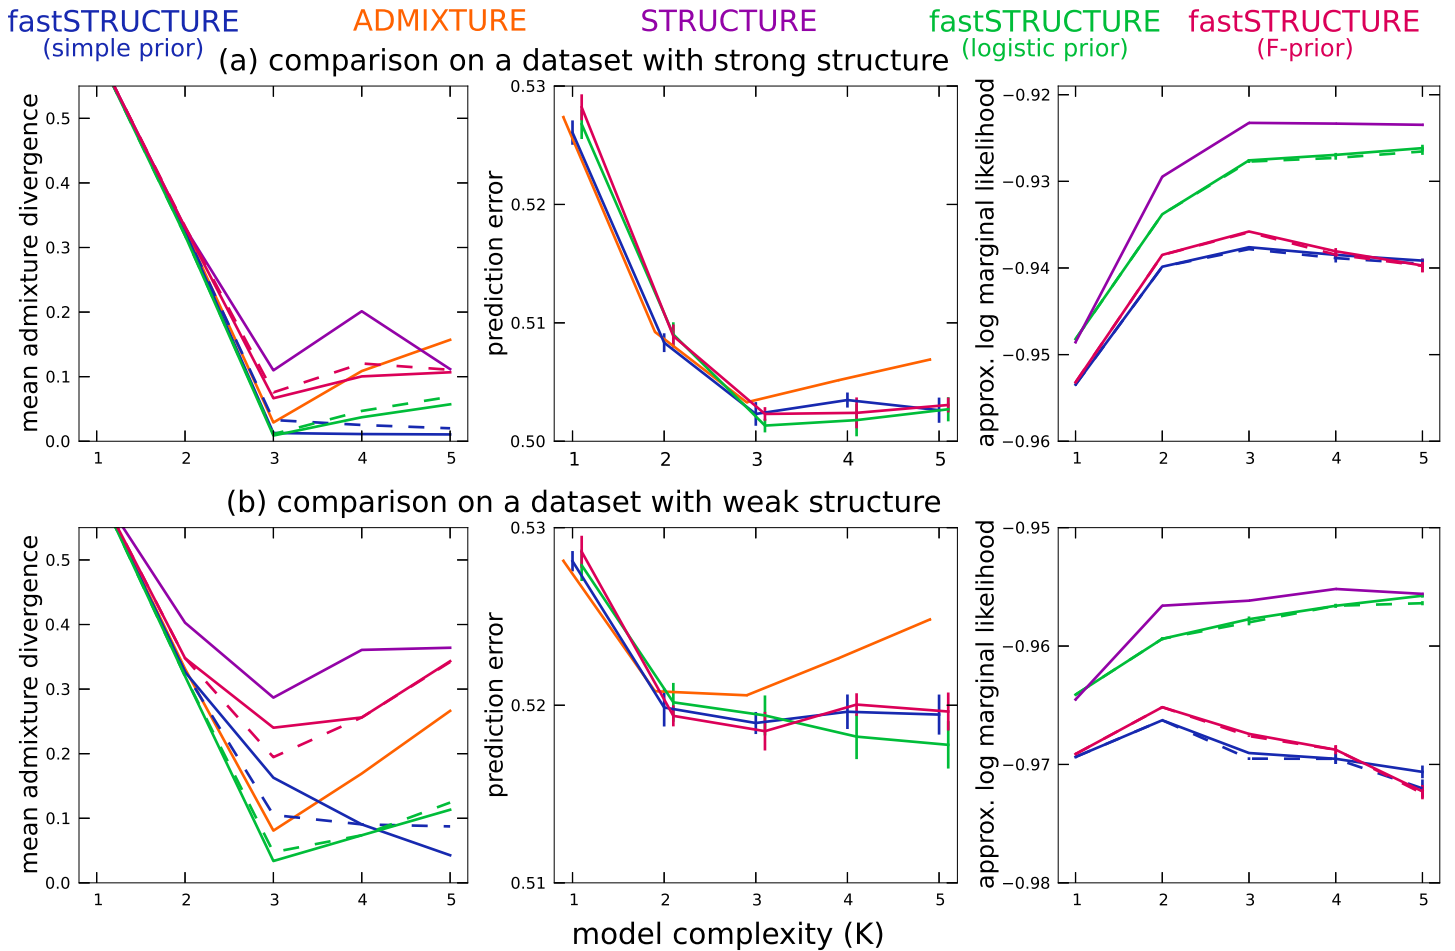 fastSTRUCTURE ADMIXTURE STRUCTURE fastSTRUCTURE fastSTRUCTURE
(simple prior) (logistic prior) (F-prior)
(a) comparison on a dataset with strong structure
mean admixture divergence
0.5
0.4
0.3
0.2
0.1
0.0
1 2 3 4 5
prediction error
0.53
0.52
0.51
0.50
1 2 3 4 5
approx. log marginal likelihood
−0.92
−0.93
−0.94
−0.95
−0.96
1 2 3 4 5
(b) comparison on a dataset with weak structure
mean admixture divergence
0.5
0.4
0.3
0.2
0.1
0.0
1 2 3 4 5
prediction error
0.53
0.52
0.51
1 2 3 4 5
approx. log marginal likelihood
−0.95
−0.96
−0.97
−0.98
1 2 3 4 5
model complexity (K)